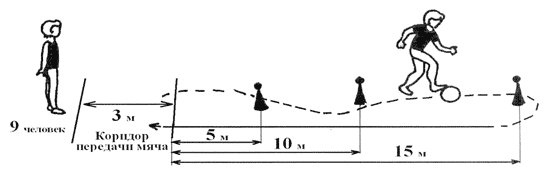 3 м
9 человек
Коридор
передачи мяча
5 м
10 м
15 м